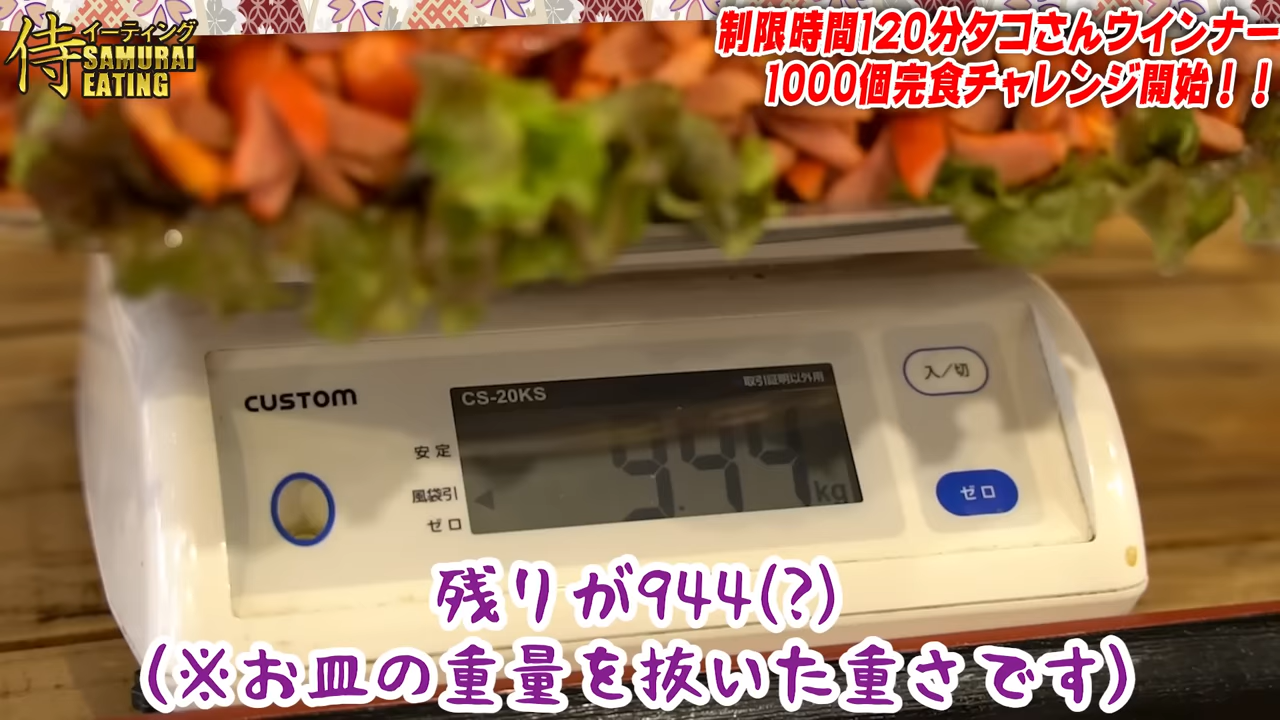 侍
イーティング
SAMURAI
EATING
制限時間120分タコさんウインナー
1000個完食チャレンジ開始！！
CUSTOM
CS-20KS
取引証明以外用
入/切
安定
風袋引
ゼロ
kg
ゼロ
残りが944(?)
(※お皿の重量を抜いた重さです)